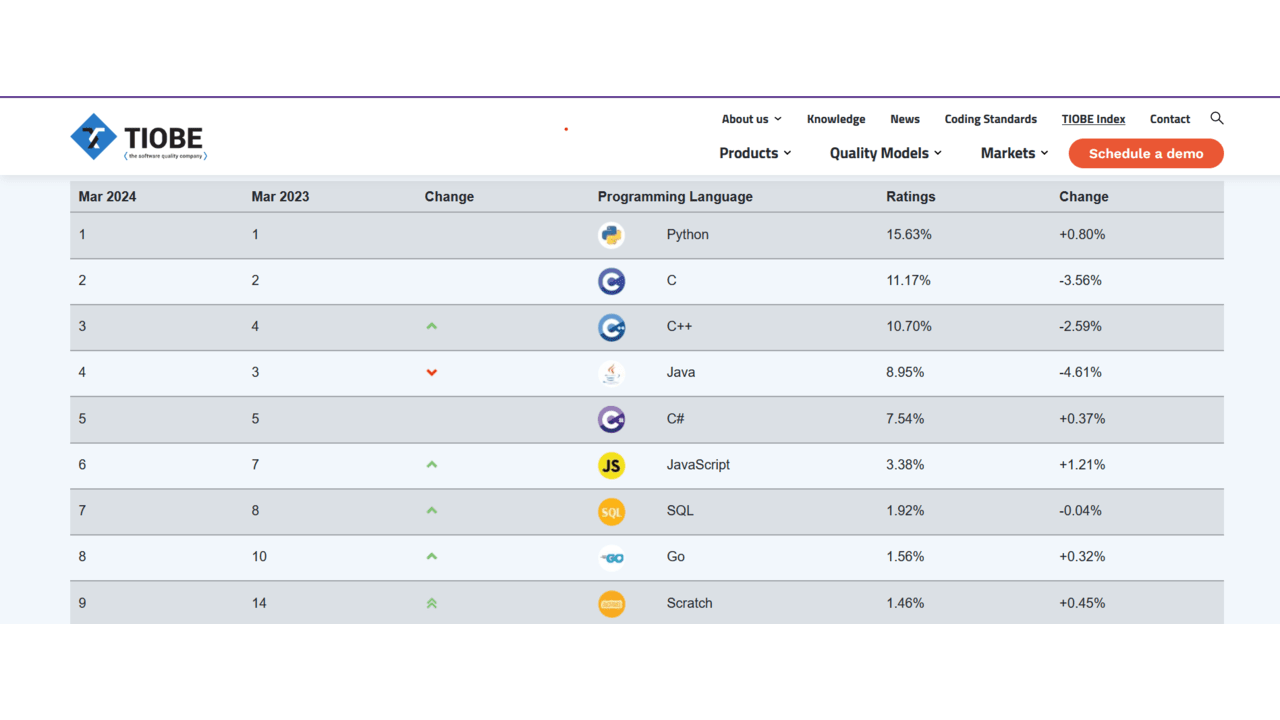 TIOBE
(the software quality company)
About us Knowledge News Coding Standards TIOBE Index Contact
Products Quality Models Markets Schedule a demo
Mar 2024 Mar 2023 Change Programming Language Ratings Change
1 1 Python 15.63% +0.80%
2 2 C 11.17% -3.56%
3 4 C++ 10.70% -2.59%
4 3 Java 8.95% -4.61%
5 5 C# 7.54% +0.37%
6 7 JS JavaScript 3.38% +1.21%
7 8 SQL SQL 1.92% -0.04%
8 10 GO Go 1.56% +0.32%
9 14 Scratch 1.46% +0.45%